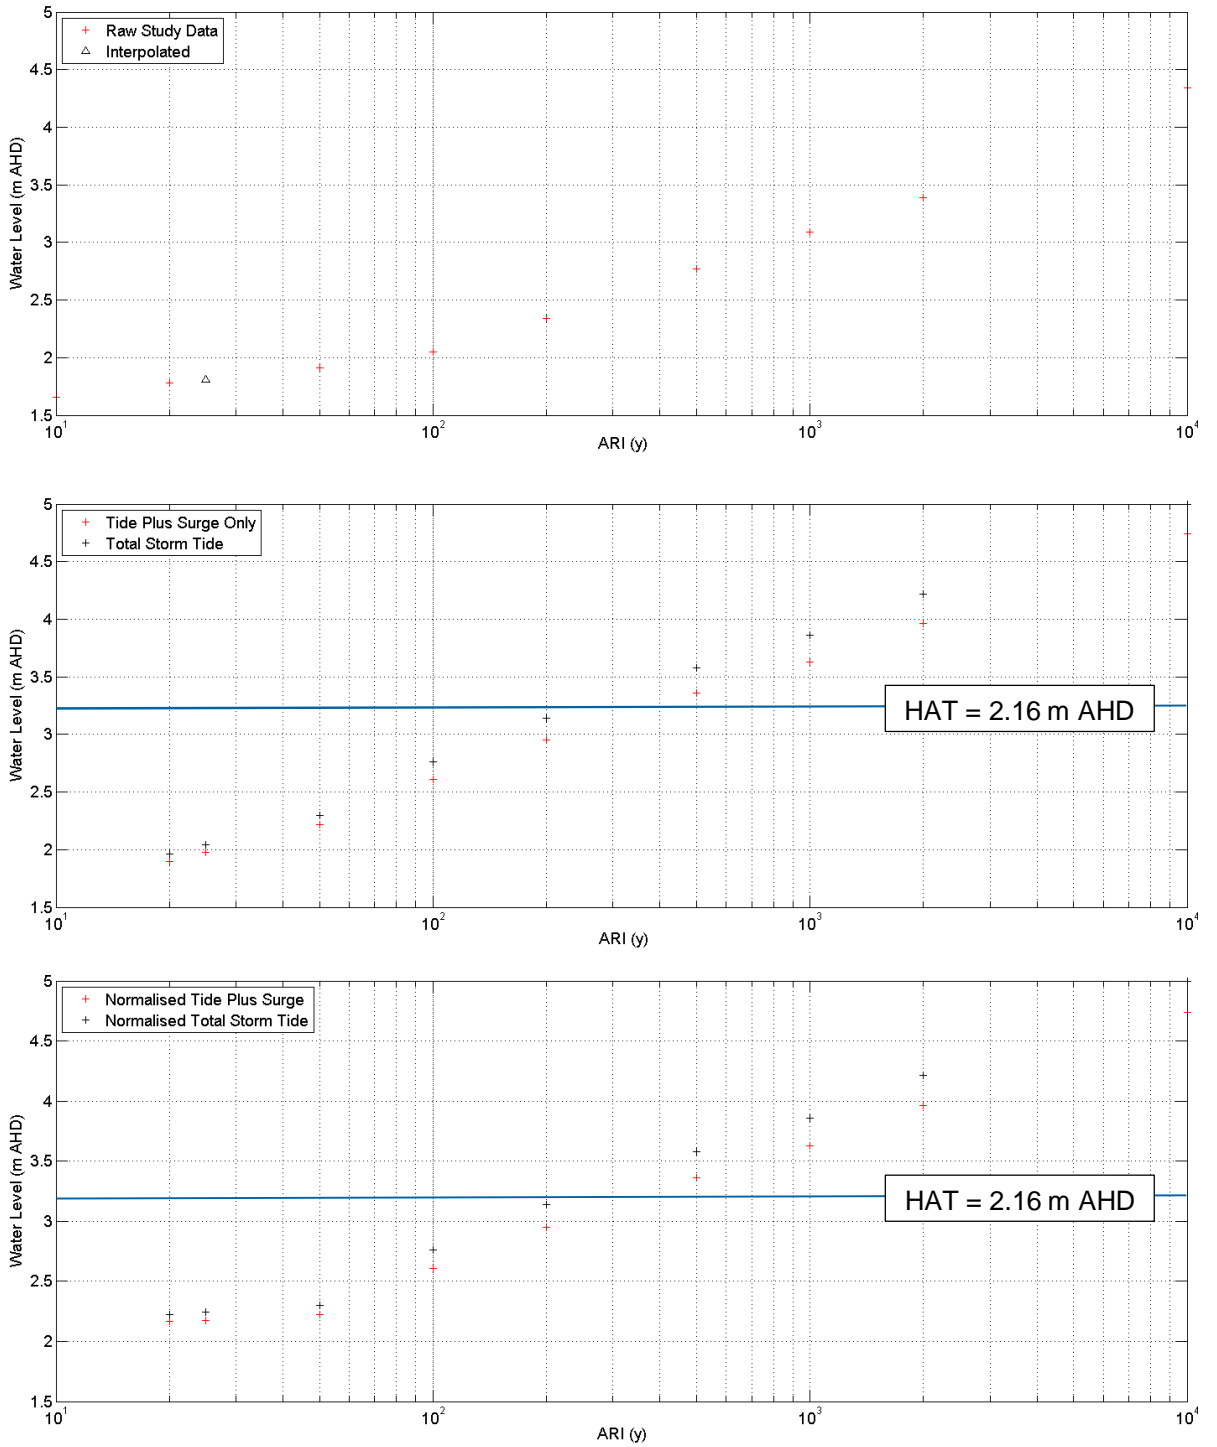 5
4.5
4
3.5
3
2.5
2
1.5
Water Level (m AHD)
Raw Study Data
Interpolated
10^1
10^2
10^3
10^4
ARI (y)
5
4.5
4
3.5
3
2.5
2
1.5
Water Level (m AHD)
Tide Plus Surge Only
Total Storm Tide
HAT = 2.16 m AHD
10^1
10^2
10^3
10^4
ARI (y)
5
4.5
4
3.5
3
2.5
2
1.5
Water Level (m AHD)
Normalised Tide Plus Surge
Normalised Total Storm Tide
HAT = 2.16 m AHD
10^1
10^2
10^3
10^4
ARI (y)